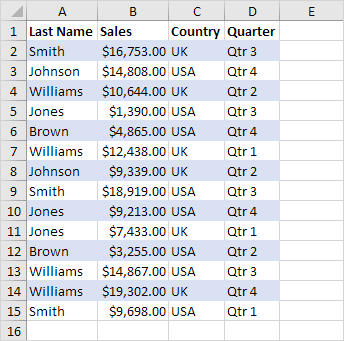 A B C D E
1 Last Name Sales Country Quarter
2 Smith $16,753.00 UK Qtr 3
3 Johnson $14,808.00 USA Qtr 4
4 Williams $10,644.00 UK Qtr 2
5 Jones $1,390.00 USA Qtr 3
6 Brown $4,865.00 USA Qtr 4
7 Williams $12,438.00 UK Qtr 1
8 Johnson $9,339.00 UK Qtr 2
9 Smith $18,919.00 USA Qtr 3
10 Jones $9,213.00 USA Qtr 4
11 Jones $7,433.00 UK Qtr 1
12 Brown $3,255.00 USA Qtr 2
13 Williams $14,867.00 USA Qtr 3
14 Williams $19,302.00 UK Qtr 4
15 Smith $9,698.00 USA Qtr 1
16